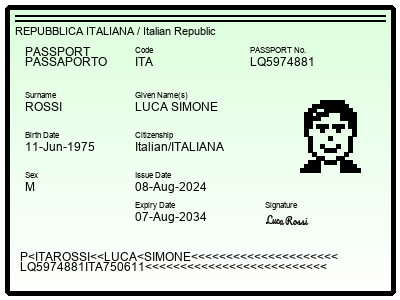 REPUBBLICA ITALIANA / Italian Republic
PASSPORT Code PASSPORT No.
PASSAPORTO ITA LQ5974881
Surname Given Name(s)
ROSSI LUCA SIMONE
Birth Date Citizenship
11-Jun-1975 Italian/ITALIANA
Sex Issue Date
M 08-Aug-2024
Expiry Date Signature
07-Aug-2034 Luca Rossi
P<ITAROSSI<<LUCA<SIMONE<<<<<<<<<<<<<<<<<<<<<
LQ5974881ITA750611<<<<<<<<<<<<<<<<<<<<<<<<<<